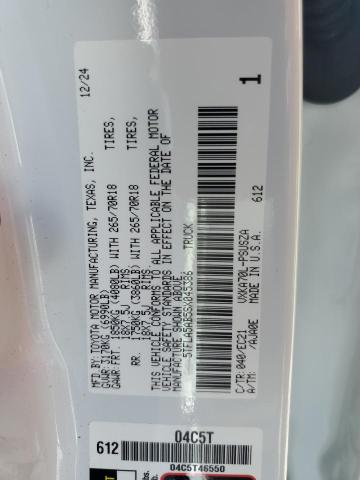 MFD.BY:TOYOTA MOTOR MANUFACTURING, TEXAS, INC. 12/24
GVWR: 3170KG (6990LB)
GAWR: FRT. 1850KG (4080LB) WITH 265/70R18 TIRES,
18X7.5J RIMS
RR. 1750KG (3860LB) WITH 265/70R18 TIRES,
18X7.5J RIMS
THIS VEHICLE CONFORMS TO ALL APPLICABLE FEDERAL MOTOR
VEHICLE SAFETY STANDARDS IN EFFECT ON THE DATE OF
MANUFACTURE SHOWN ABOVE.
5TFLA5AB5SX045386 TRUCK
C/TR: 040/EC21 VXKA70L-PSUSZA
A/TM: /AJA0E MADE IN U.S.A.
612
1
612
04C5T
04C5T46550